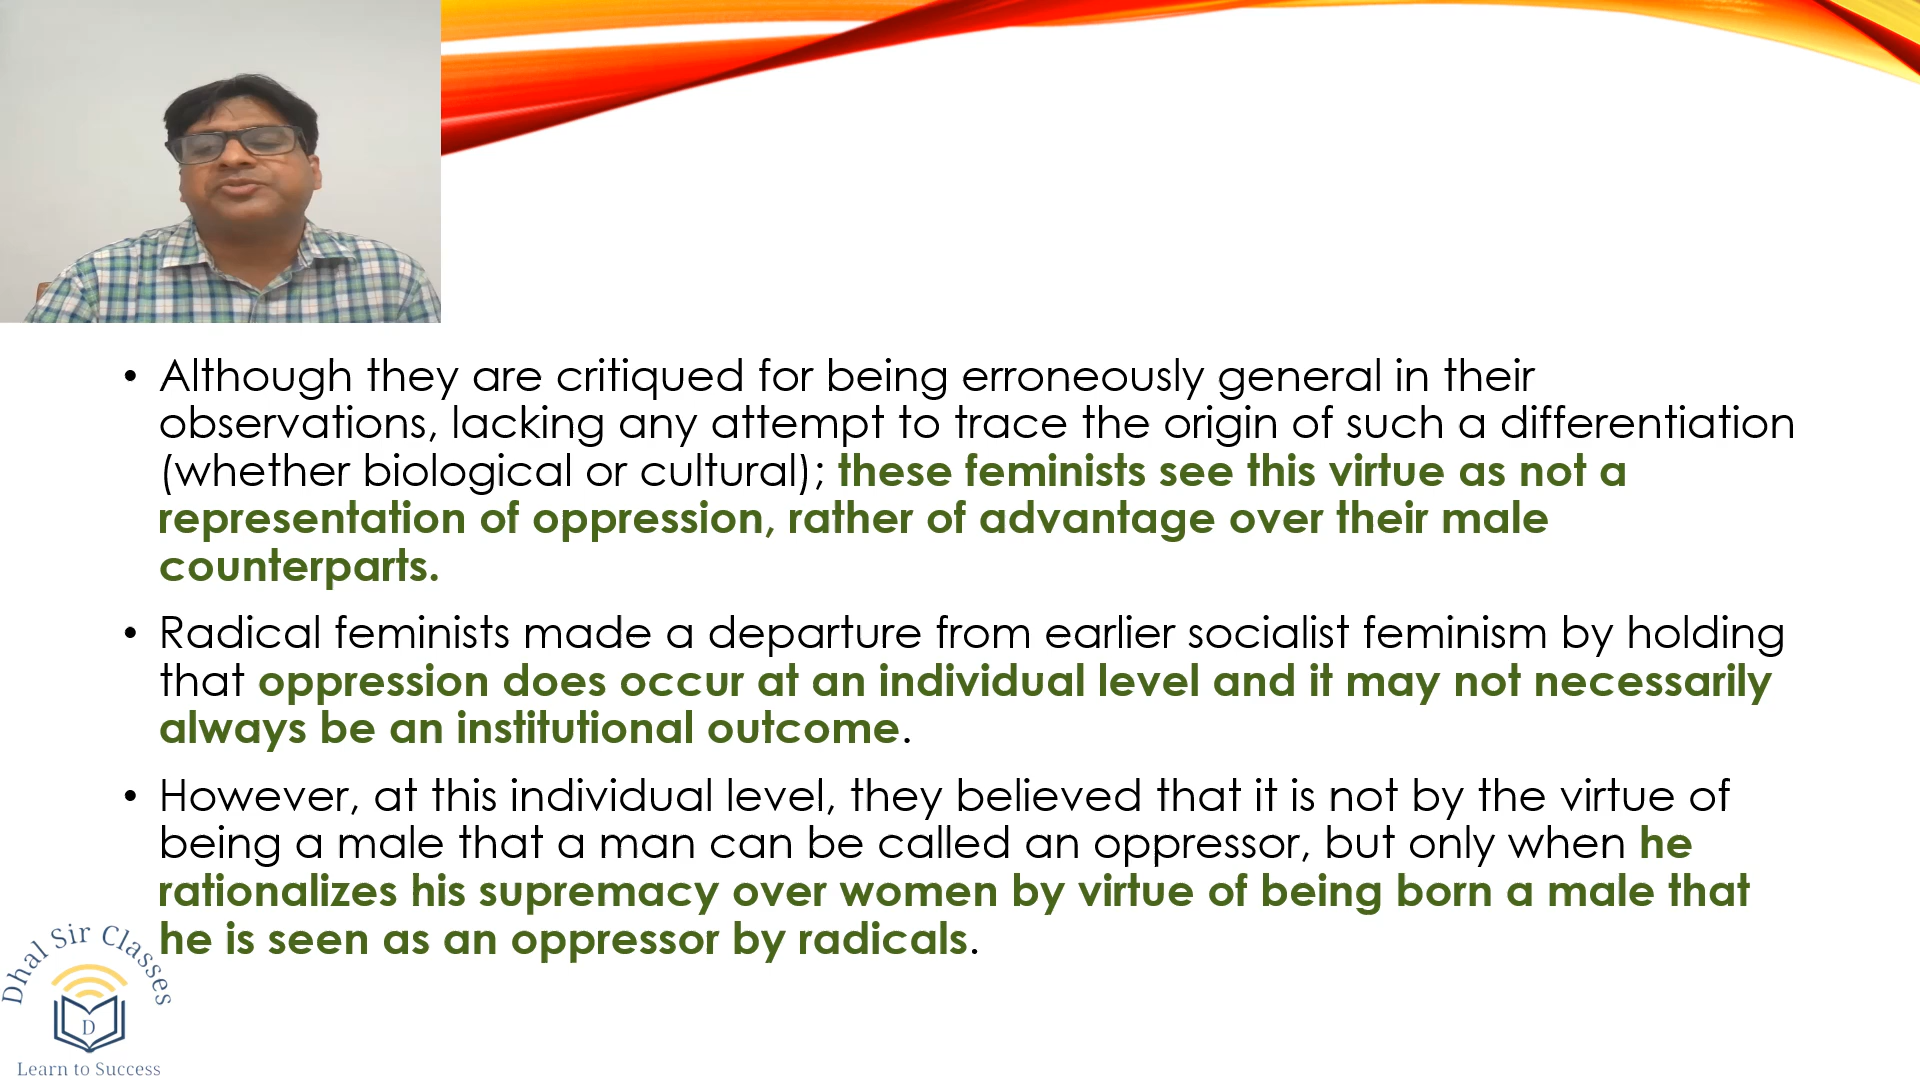 • Although they are critiqued for being erroneously general in their
observations, lacking any attempt to trace the origin of such a differentiation
(whether biological or cultural); these feminists see this virtue as not a
representation of oppression, rather of advantage over their male
counterparts.
• Radical feminists made a departure from earlier socialist feminism by holding
that oppression does occur at an individual level and it may not necessarily
always be an institutional outcome.
• However, at this individual level, they believed that it is not by the virtue of
being a male that a man can be called an oppressor, but only when he
rationalizes his supremacy over women by virtue of being born a male that
he is seen as an oppressor by radicals.
Dhal Sir Classes
D
Learn to Success